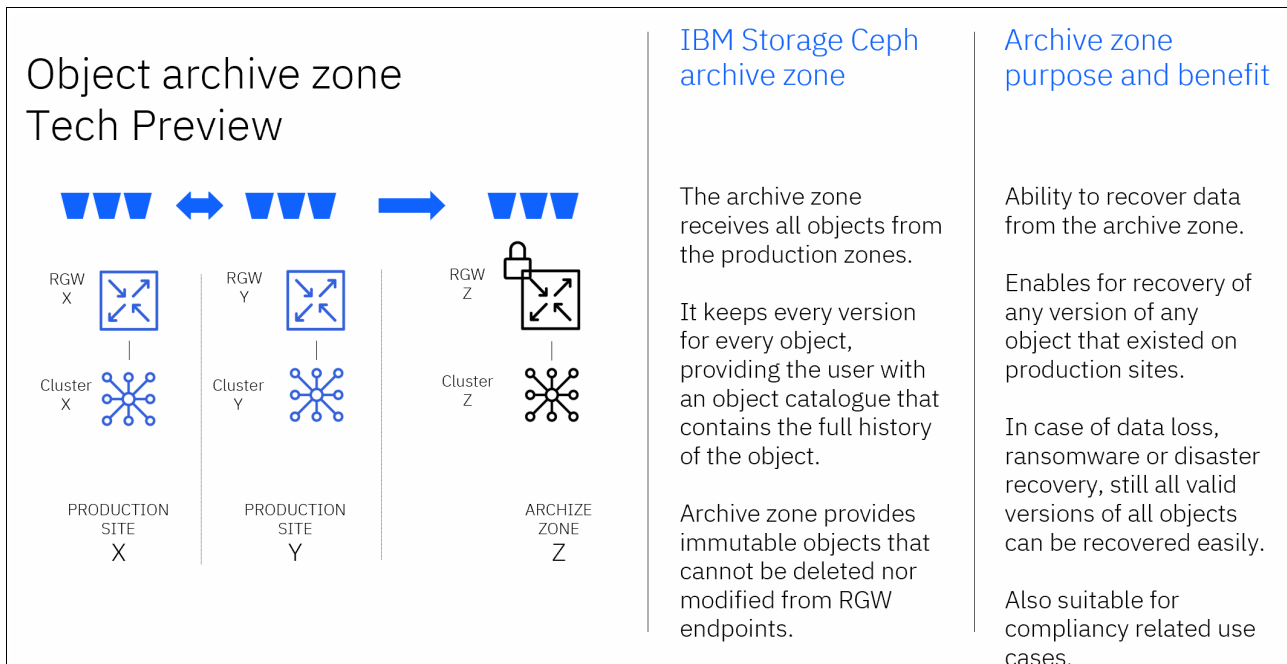 Object archive zone
Tech Preview
RGW
X
RGW
Y
RGW
Z
Cluster
X
Cluster
Y
Cluster
Z
PRODUCTION
SITE
X
PRODUCTION
SITE
Y
ARCHIZE
ZONE
Z
IBM Storage Ceph
archive zone
The archive zone
receives all objects from
the production zones.
It keeps every version
for every object,
providing the user with
an object catalogue that
contains the full history
of the object.
Archive zone provides
immutable objects that
cannot be deleted nor
modified from RGW
endpoints.
Archive zone
purpose and benefit
Ability to recover data
from the archive zone.
Enables for recovery of
any version of any
object that existed on
production sites.
In case of data loss,
ransomware or disaster
recovery, still all valid
versions of all objects
can be recovered easily.
Also suitable for
compliancy related use
cases.